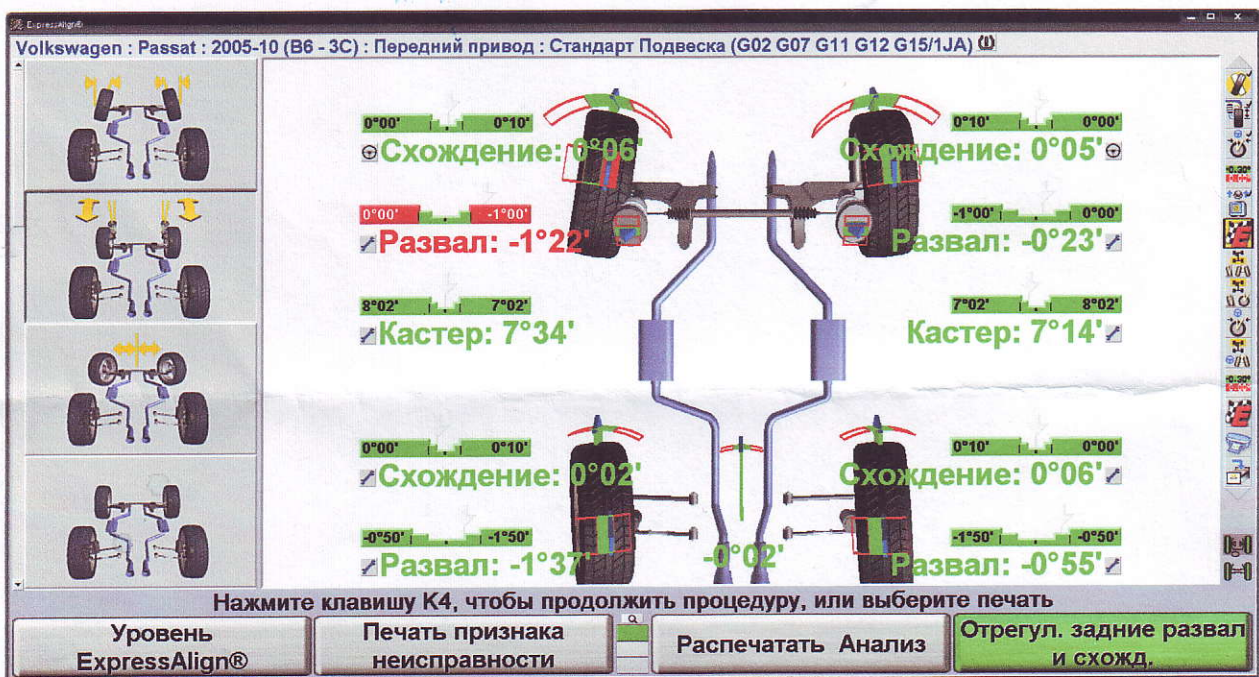 ExpressAlign®
Volkswagen : Passat : 2005-10 (B6 - 3C) : Передний привод : Стандарт Подвеска (G02 G07 G11 G12 G15/1JA)
0°00' 0°10'
Схождение: 0°06'
0°10' 0°00'
Схождение: 0°05'
0°00' -1°00'
Развал: -1°22'
-1°00' 0°00'
Развал: -0°23'
8°02' 7°02'
Кастер: 7°34'
7°02' 8°02'
Кастер: 7°14'
0°00' 0°10'
Схождение: 0°02'
0°10' 0°00'
Схождение: 0°06'
-0°50' -1°50'
Развал: -1°37'
-0°02'
-1°50' -0°50'
Развал: -0°55'
Нажмите клавишу K4, чтобы продолжить процедуру, или выберите печать
Уровень
ExpressAlign®
Печать признака
неисправности
Распечатать Анализ
Отрегул. задние развал
и схожд.